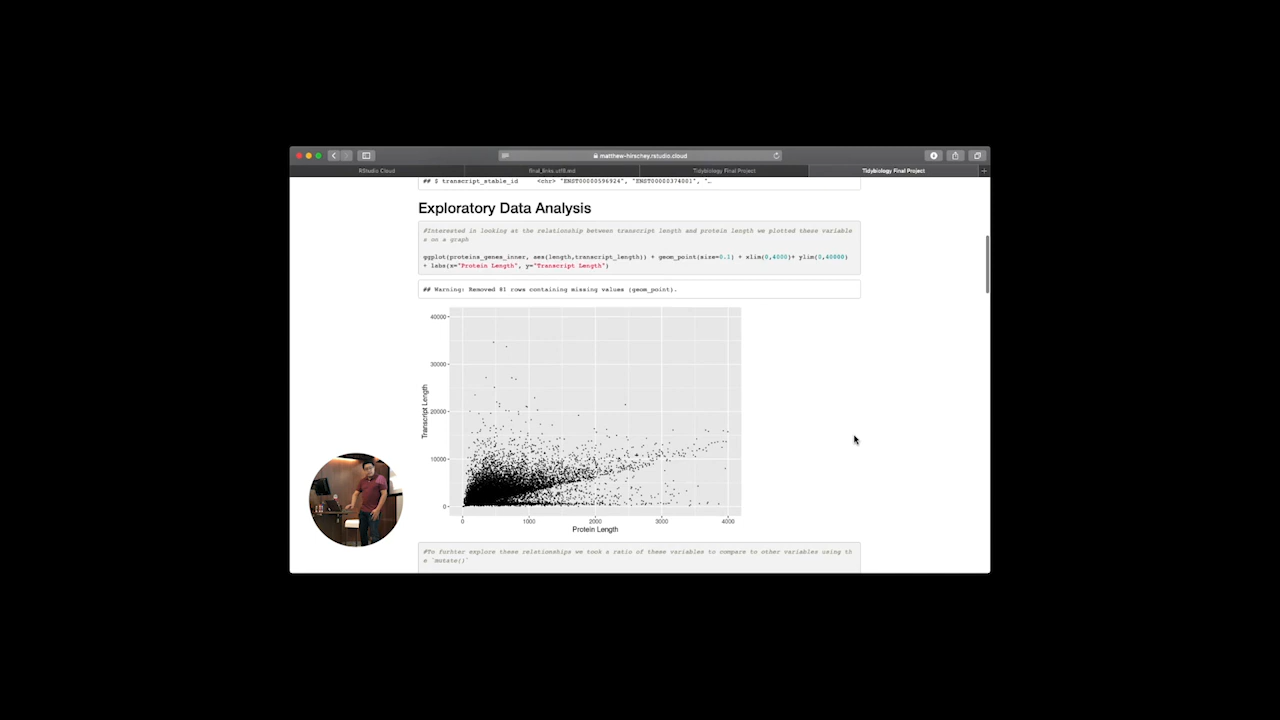 matthew-hirschey.rstudio.cloud
RStudio Cloud
final_links.utf8.md
Tidybiology Final Project
Tidybiology Final Project
## $ transcript_stable_id <chr> "ENST00000596924", "ENST00000374001", "…
Exploratory Data Analysis
#Interested in looking at the relationship between transcript length and protein length we plotted these variable
s on a graph
ggplot(proteins_genes_inner, aes(length,transcript_length)) + geom_point(size=0.1) + xlim(0,4000)+ ylim(0,40000)
+ labs(x="Protein Length", y="Transcript Length")
## Warning: Removed 81 rows containing missing values (geom_point).
40000
30000
20000
10000
0
Transcript Length
0 1000 2000 3000 4000
Protein Length
#To furhter explore these relationships we took a ratio of these variables to compare to other variables using th
e `mutate()`